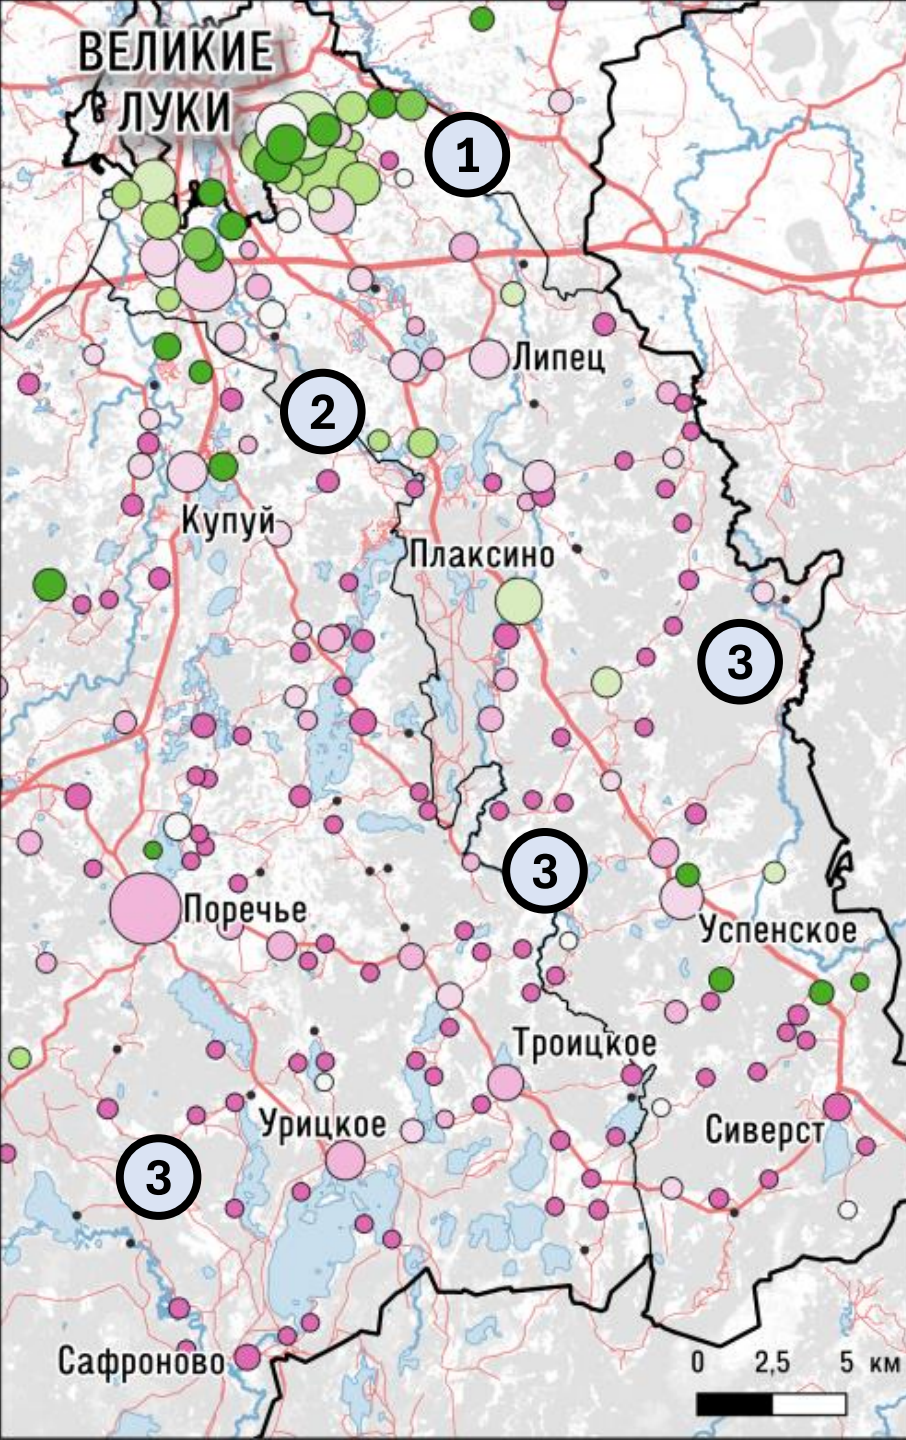 ВЕЛИКИЕ
ЛУКИ
1
Липец
2
Купуй
Плаксино
3
3
Поречье
Успенское
Троицкое
Урицкое
Сиверст
3
Сафроново
0 2,5 5 км